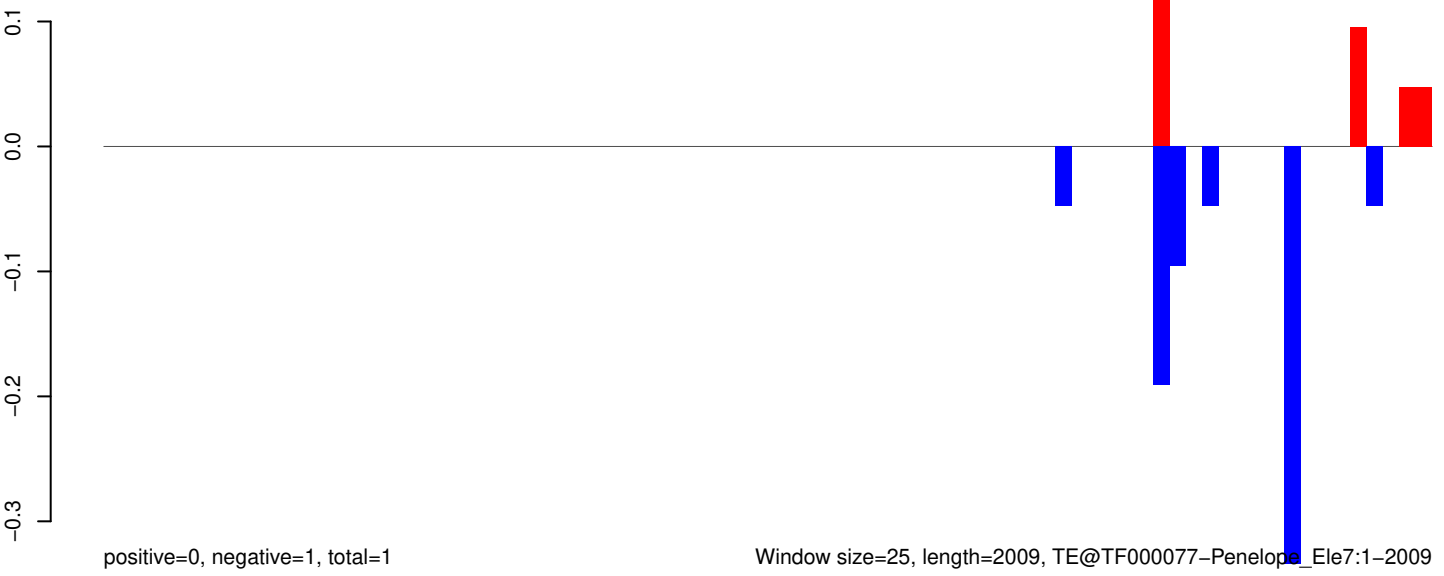 0.1
0.0
−0.1
−0.2
−0.3
positive=0, negative=1, total=1
Window size=25, length=2009, TE@TF000077−Penelope_Ele7:1−2009